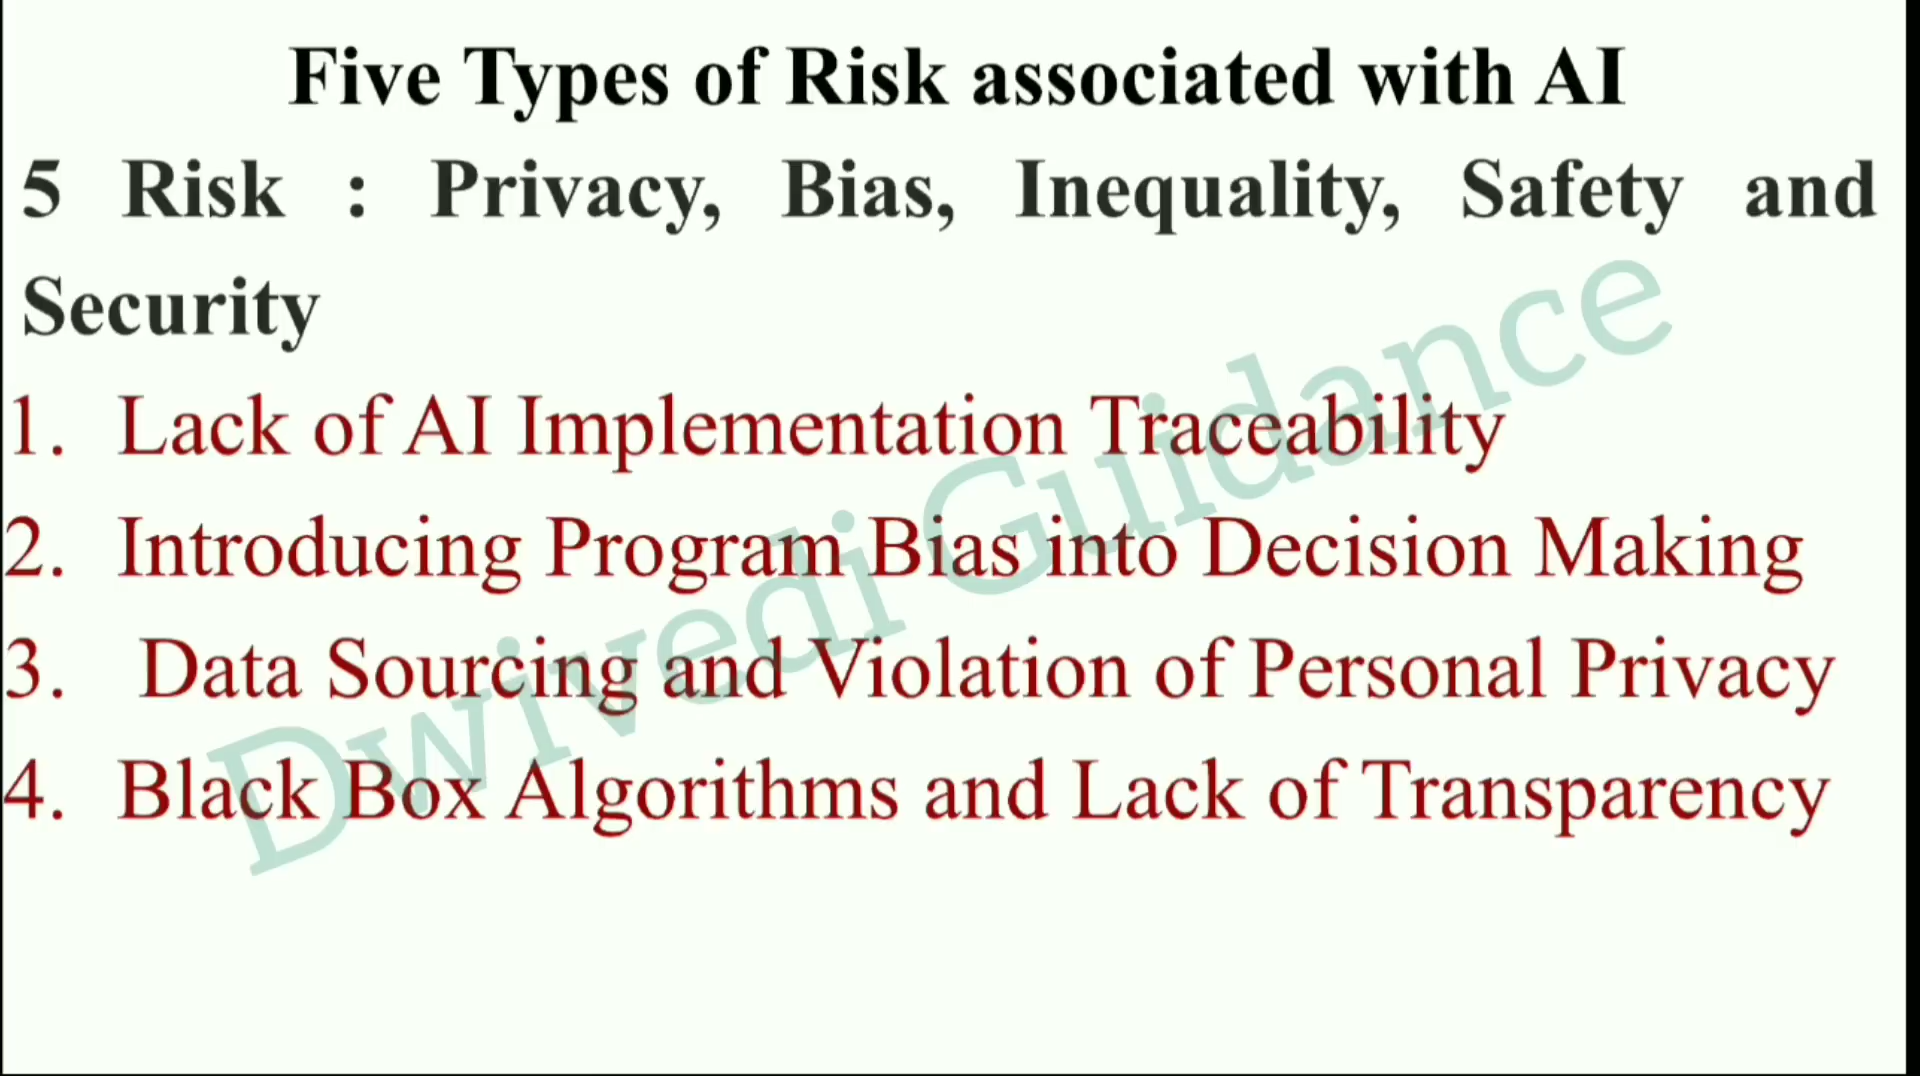 Five Types of Risk associated with AI
5 Risk : Privacy, Bias, Inequality, Safety and
Security
1. Lack of AI Implementation Traceability
2. Introducing Program Bias into Decision Making
3. Data Sourcing and Violation of Personal Privacy
4. Black Box Algorithms and Lack of Transparency
Dwivedi Guidance